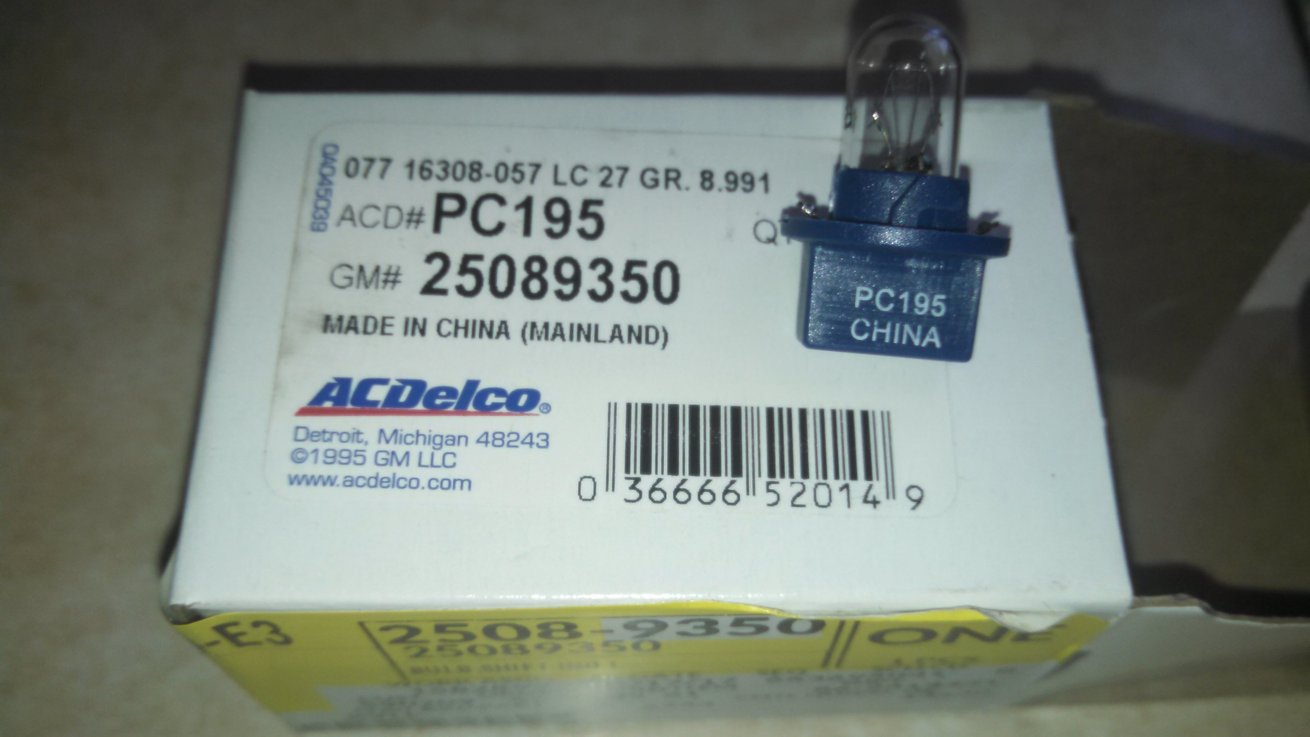 0A045039
077 16308-057 LC 27 GR. 8.991
ACD# PC195
GM# 25089350
MADE IN CHINA (MAINLAND)
PC195
CHINA
ACDelco®
Detroit, Michigan 48243
©1995 GM LLC
www.acdelco.com
0 36666 52014 9
-E3
2508-9350
25089350
ONE